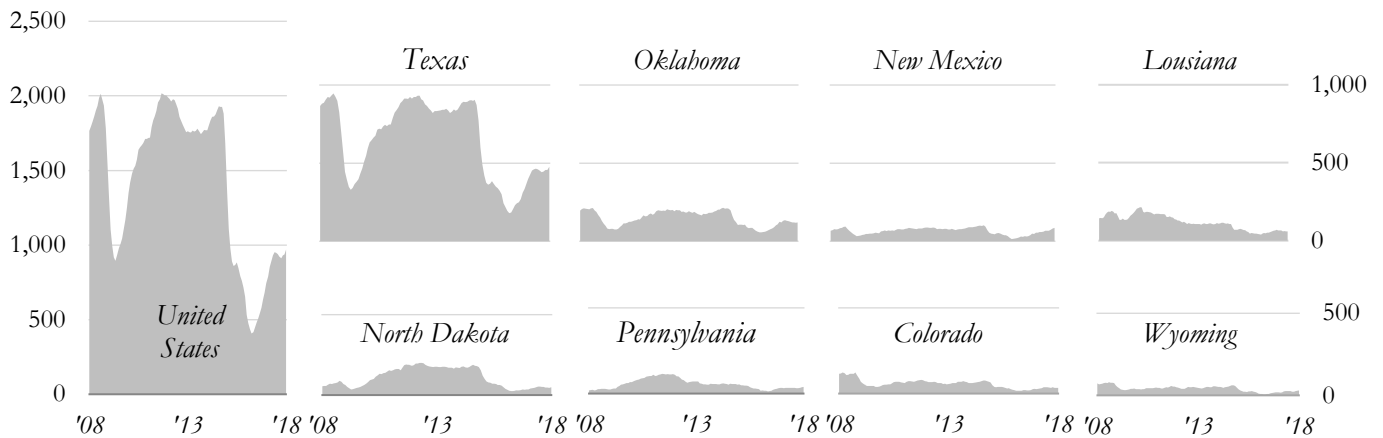 2,500
Texas Oklahoma New Mexico Lousiana
2,000 1,000
1,500 500
1,000 0
500 United 500
States North Dakota Pennsylvania Colorado Wyoming
0 0
'08 '13 '18 '08 '13 '18 '08 '13 '18 '08 '13 '18 '08 '13 '18